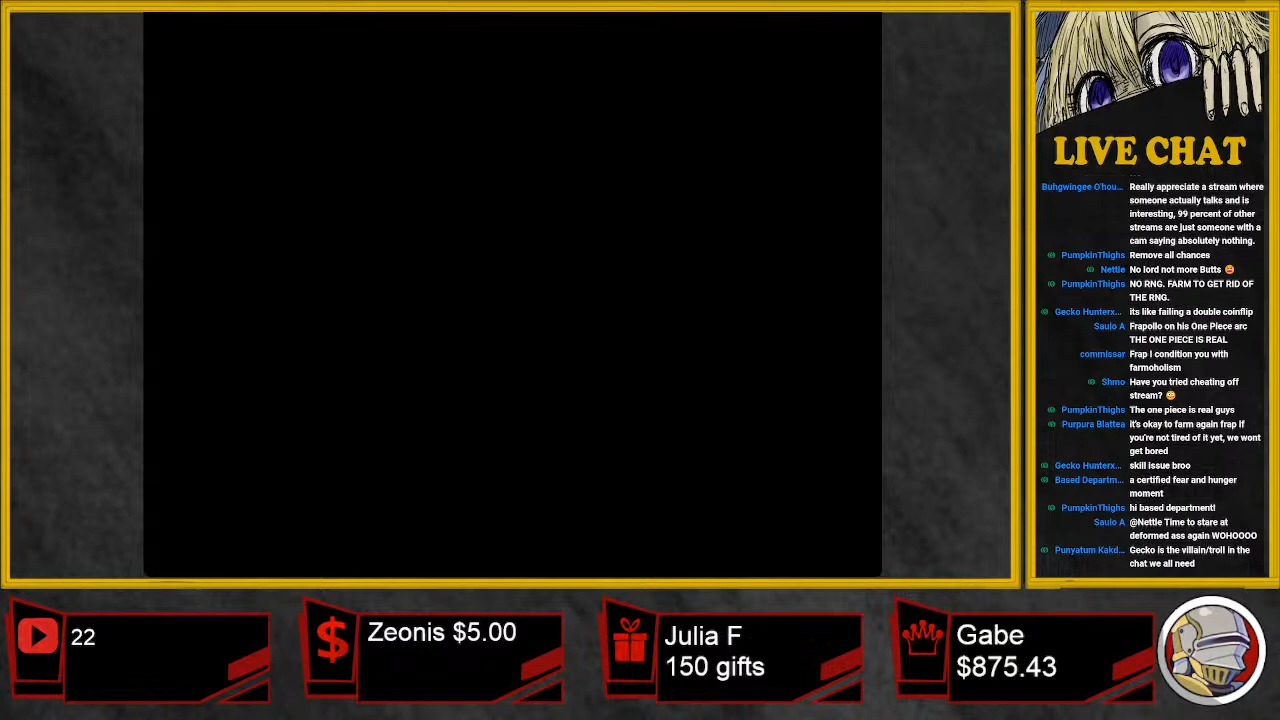 LIVE CHAT
Buhgwingee O'hou... Really appreciate a stream where
someone actually talks and is
interesting, 99 percent of other
streams are just someone with a
cam saying absolutely nothing.
PumpkinThighs Remove all chances
Nettle No lord not more Butts
PumpkinThighs NO RNG. FARM TO GET RID OF
THE RNG.
Gecko Hunterx... its like failing a double coinflip
Saulo A Frapollo on his One Piece arc
THE ONE PIECE IS REAL
commissar Frap I condition you with
farmoholism
Shmo Have you tried cheating off
stream?
PumpkinThighs The one piece is real guys
Purpura Blattea it's okay to farm again frap if
you're not tired of it yet, we wont
get bored
Gecko Hunterx... skill issue broo
Based Departm... a certified fear and hunger
moment
PumpkinThighs hi based department!
Saulo A @Nettle Time to stare at
deformed ass again WOHOOOO
Punyatum Kakd... Gecko is the villain/troll in the
chat we all need
22
Zeonis $5.00
Julia F
150 gifts
Gabe
$875.43